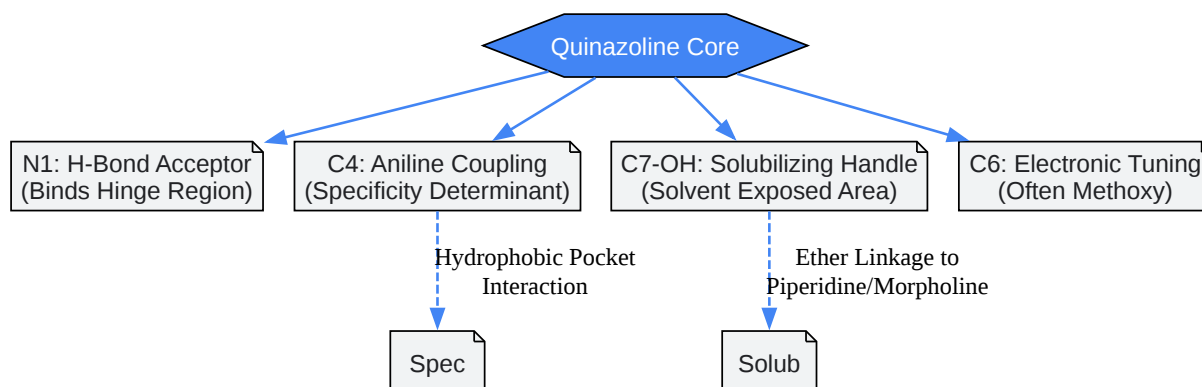 Quinazoline Core
N1: H-Bond Acceptor
(Binds Hinge Region)
C4: Aniline Coupling
(Specificity Determinant)
C7-OH: Solubilizing Handle
(Solvent Exposed Area)
C6: Electronic Tuning
(Often Methoxy)
Hydrophobic Pocket
Interaction
Ether Linkage to
Piperidine/Morpholine
Spec
Solub